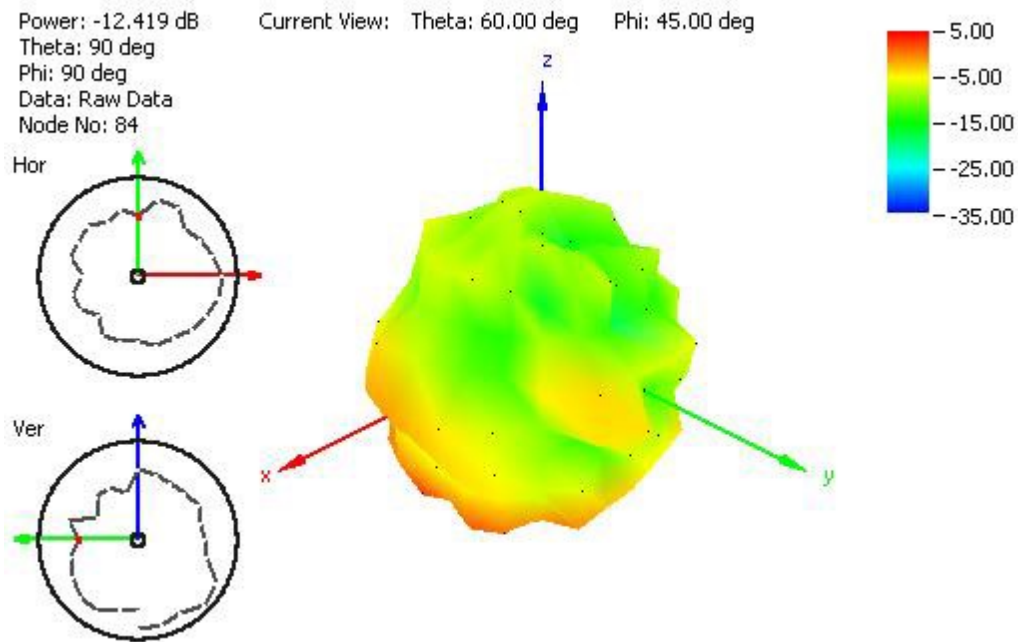 Power: -12.419 dB
Current View: Theta: 60.00 deg Phi: 45.00 deg
Theta: 90 deg
Phi: 90 deg
Data: Raw Data
Node No: 84
Hor
Ver
z
x
y
5.00
-5.00
-15.00
-25.00
-35.00